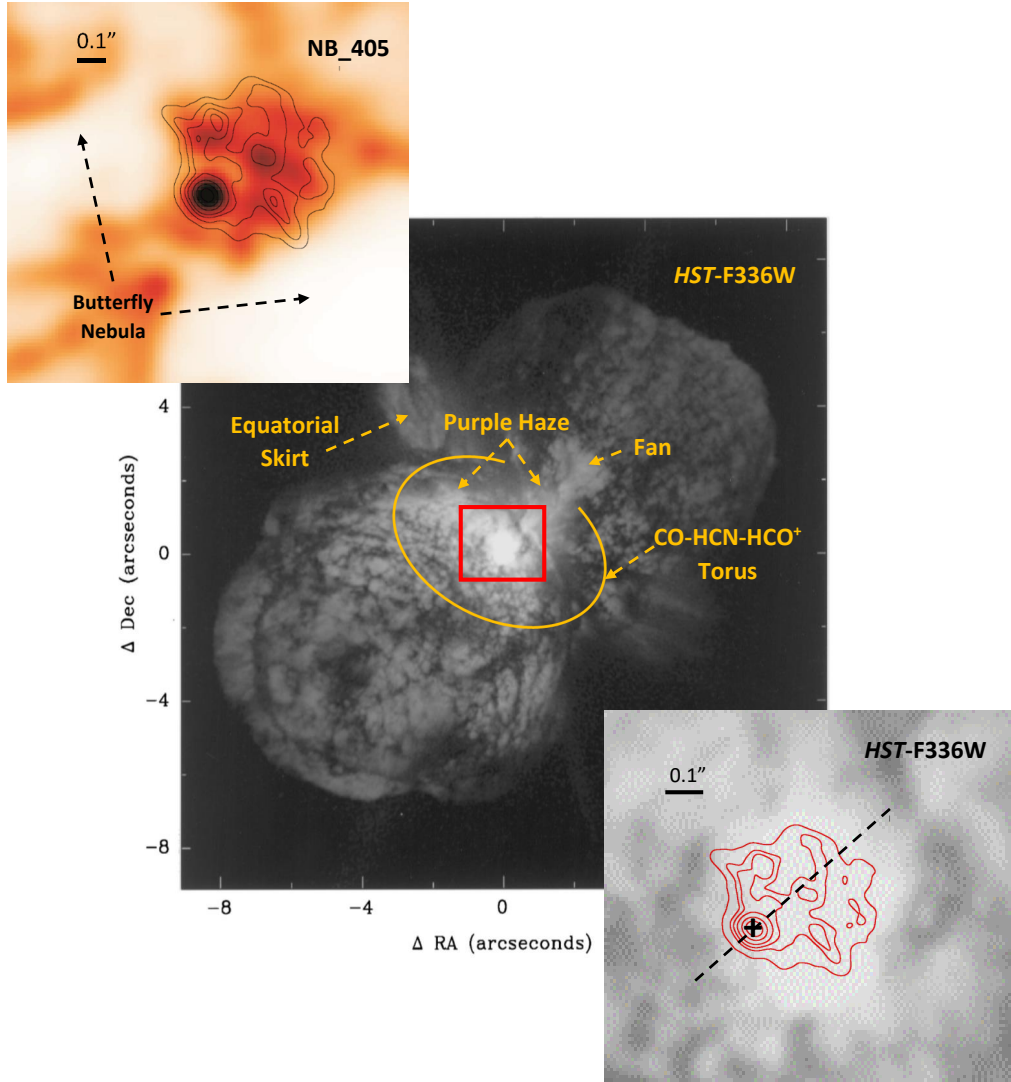 0.1”
NB_405
Butterfly
Nebula
HST-F336W
Equatorial
Skirt
Purple Haze
Fan
CO-HCN-HCO⁺
Torus
4
0
−4
−8
Δ Dec (arcseconds)
−8
−4
0
Δ RA (arcseconds)
HST-F336W
0.1”